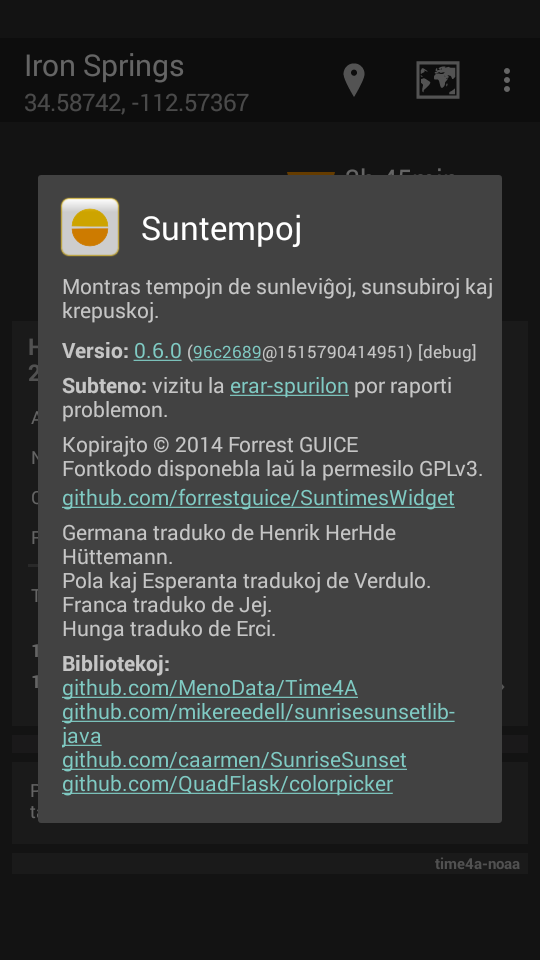 Iron Springs
34.58742, -112.57367
Suntempoj
Montras tempojn de sunleviĝoj, sunsubiroj kaj
krepuskoj.
Versio: 0.6.0 (96c2689@1515790414951) [debug]
Subteno: vizitu la erar-spurilon por raporti
problemon.
Kopirajto © 2014 Forrest GUICE
Fontkodo disponebla laŭ la permesilo GPLv3.
github.com/forrestguice/SuntimesWidget
Germana traduko de Henrik HerHde
Hüttemann.
Pola kaj Esperanta tradukoj de Verdulo.
Franca traduko de Jej.
Hunga traduko de Erci.
Bibliotekoj:
github.com/MenoData/Time4A
github.com/mikereedell/sunrisesunsetlib-
java
github.com/caarmen/SunriseSunset
github.com/QuadFlask/colorpicker
time4a-noaa